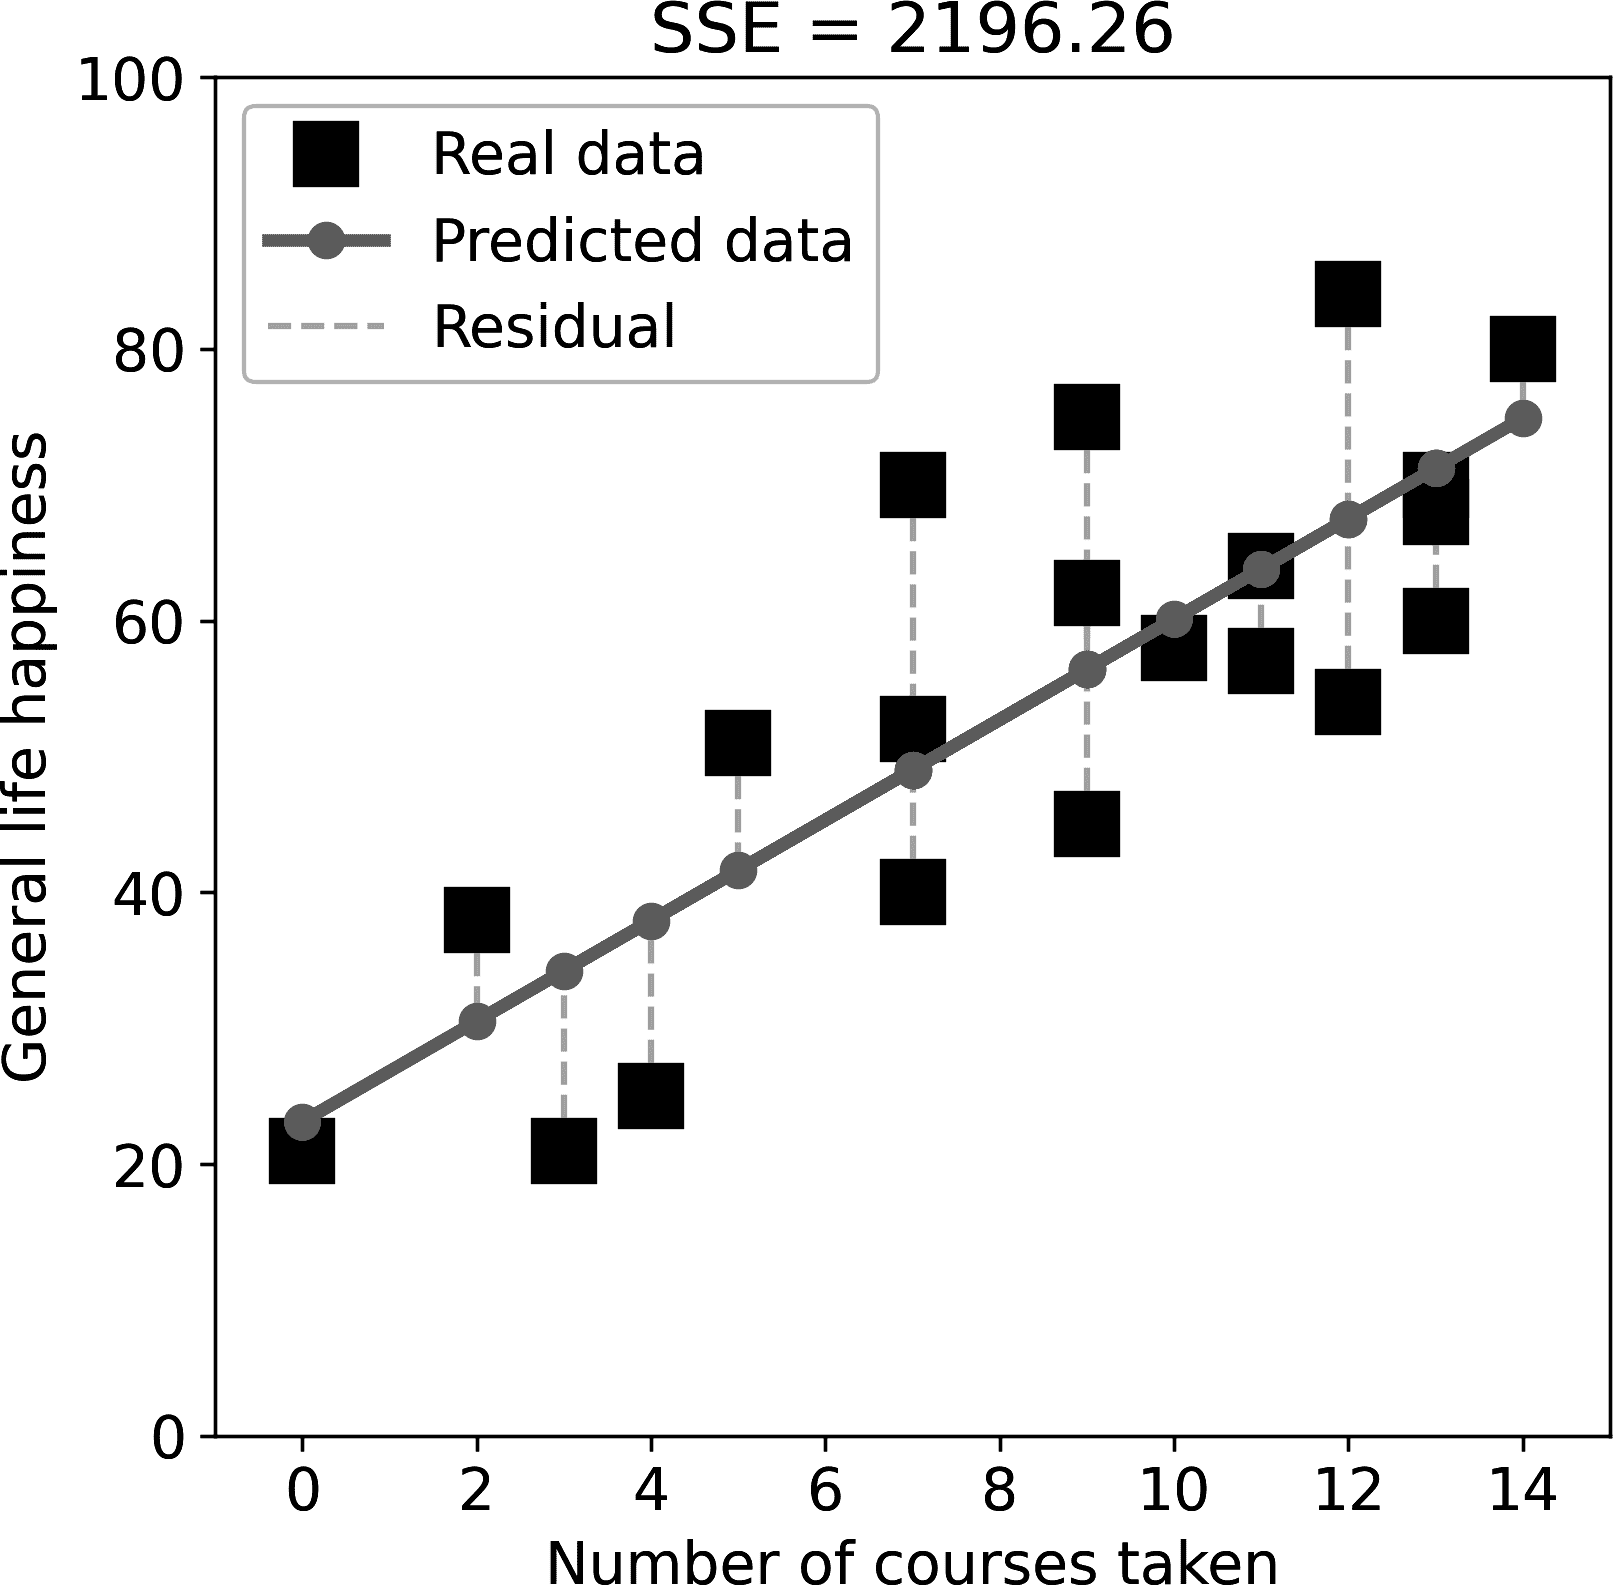 SSE = 2196.26
100
80
60
40
20
0
Real data
Predicted data
Residual
General life happiness
0 2 4 6 8 10 12 14
Number of courses taken